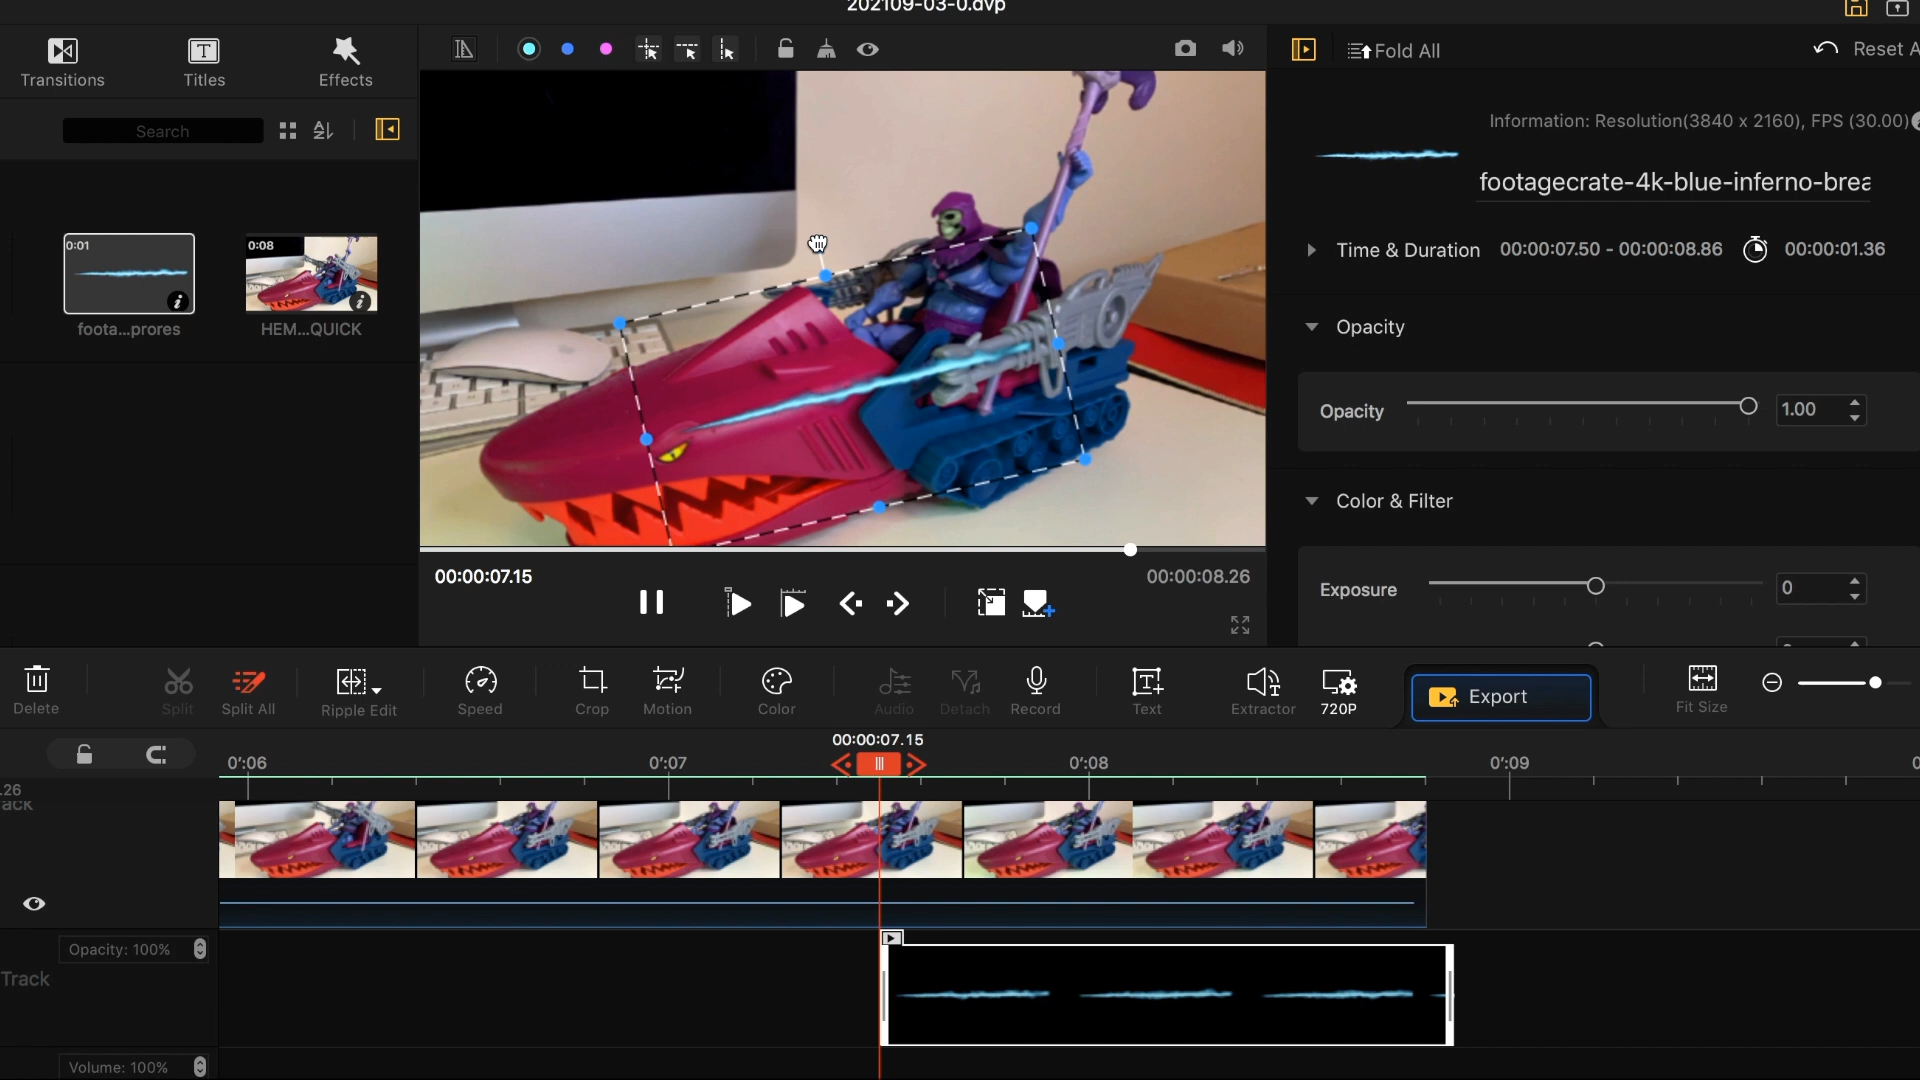 202109-03-0.dvp
Transitions
Titles
Effects
Fold All
Reset A
Search
Information: Resolution(3840 x 2160), FPS (30.00)
footagecrate-4k-blue-inferno-brea
0:01
0:08
foota...prores
HEM...QUICK
Time & Duration
00:00:07.50 - 00:00:08.86
00:00:01.36
Opacity
Opacity
1.00
Color & Filter
Exposure
0
00:00:07.15
00:00:08.26
Delete
Split
Split All
Ripple Edit
Speed
Crop
Motion
Color
Audio
Detach
Record
Text
Extractor
720P
Export
Fit Size
00:00:07.15
0':06
0':07
0':08
0':09
.26
Opacity: 100%
Track
Volume: 100%